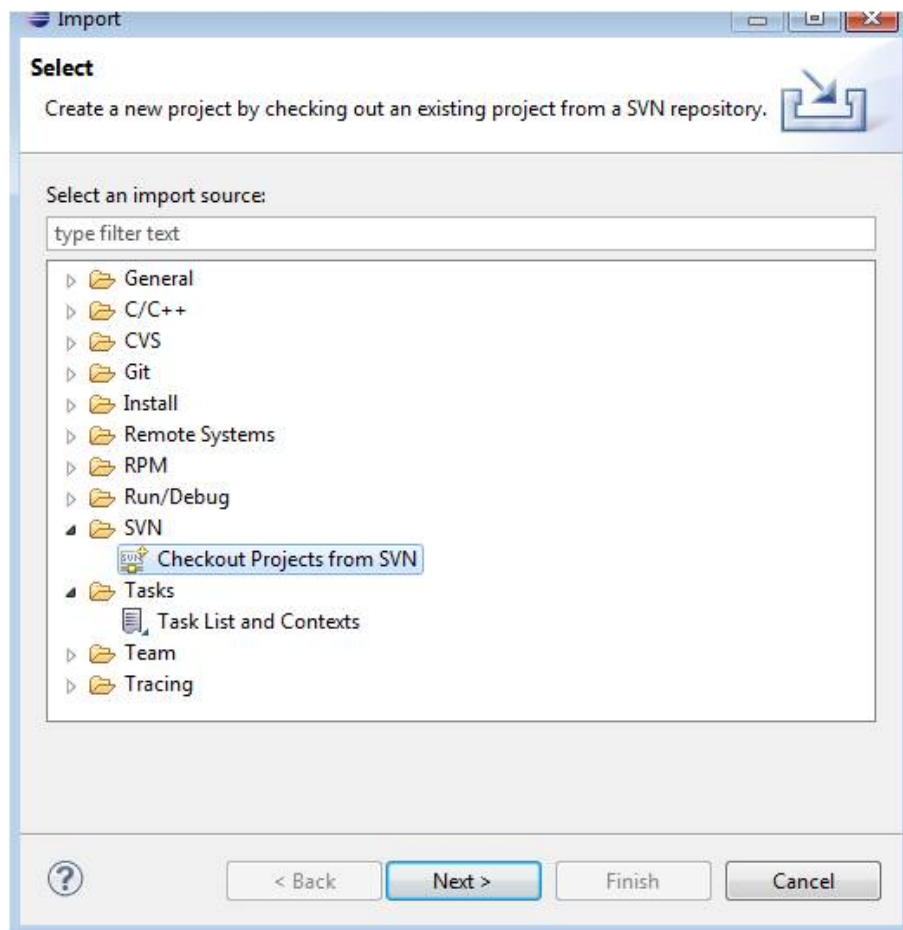 Import
Select
Create a new project by checking out an existing project from a SVN repository.
Select an import source:
type filter text
General
C/C++
CVS
Git
Install
Remote Systems
RPM
Run/Debug
SVN
Checkout Projects from SVN
Tasks
Task List and Contexts
Team
Tracing
? < Back Next > Finish Cancel